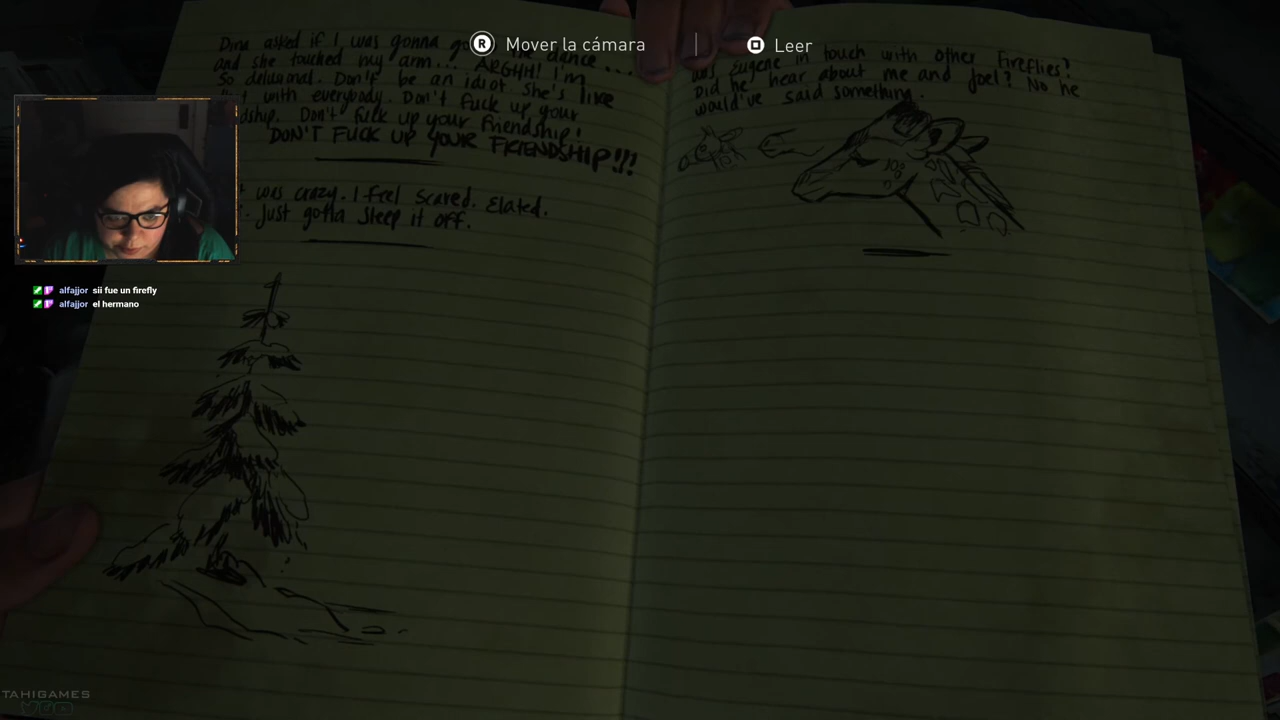 Mover la cámara
Leer
Dina asked if I was gonna go the dance...
and she touched my arm... ARGHH! I'm
so delusional. Don't be an idiot she's like
with everybody. Don't fuck up your
Don't fuck up your friendship!
DON'T FUCK UP YOUR FRIENDSHIP!!!
was crazy. I feel scared. Elated.
Just gotta sleep it off.
was Eugene in touch with other Fireflies?
Did he hear about me and Joel? No he
would've said something.
alfajjor sii fue un firefly
alfajjor el hermano
TAHIGAMES